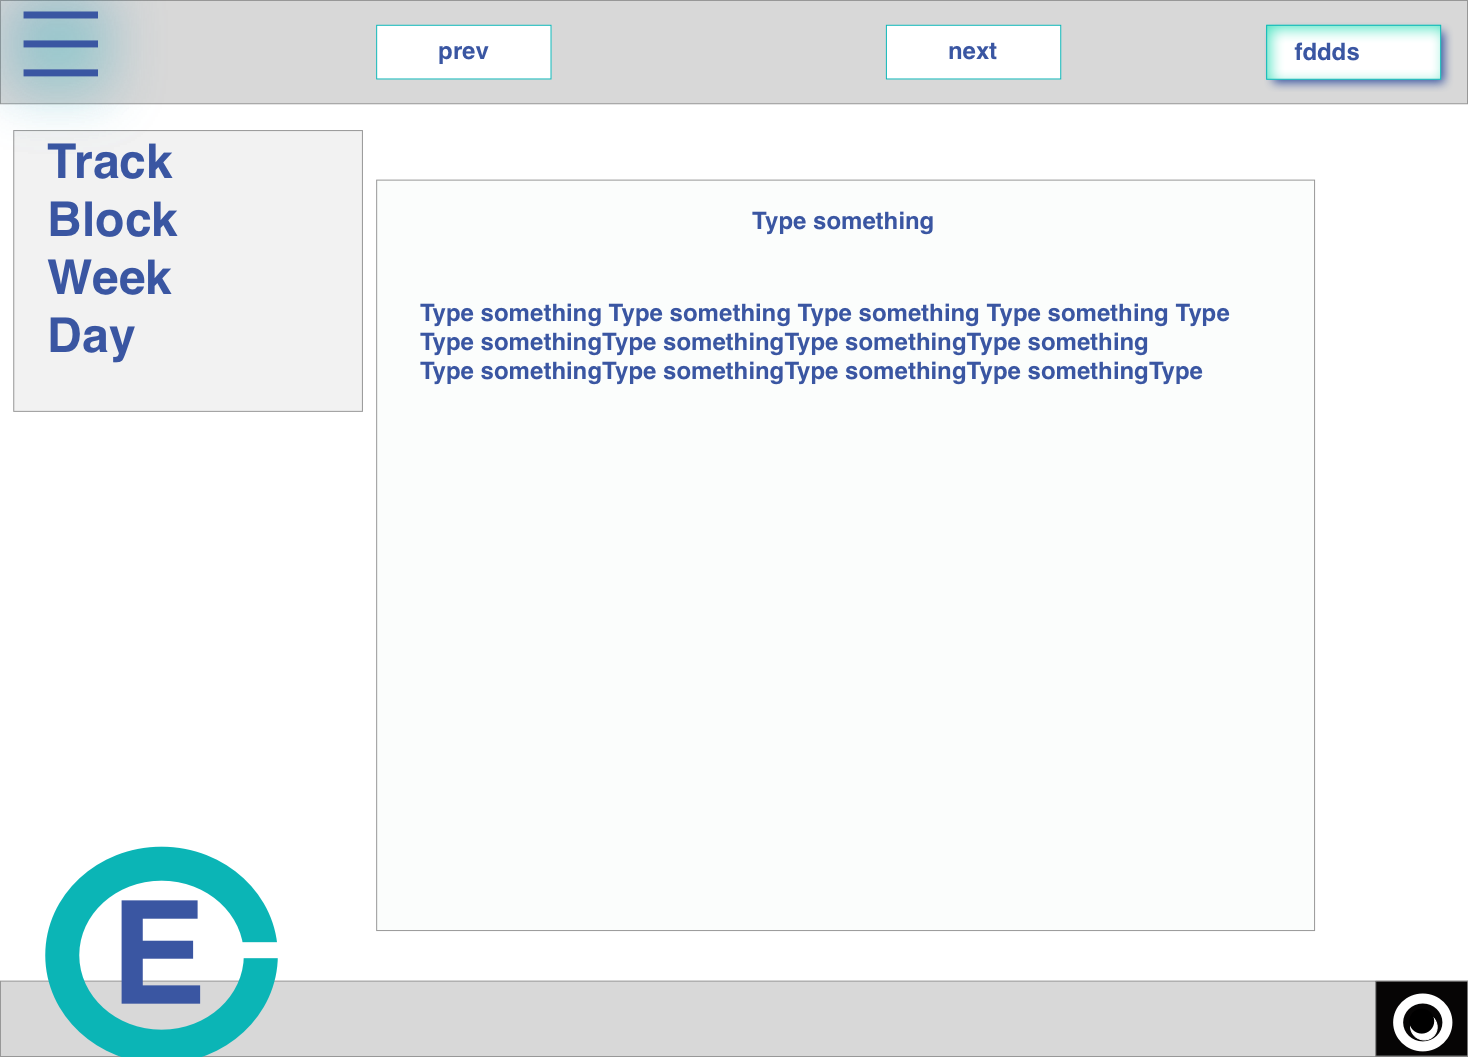 prev
next
fddds
Track
Block
Week
Day
Type something
Type something Type something Type something Type something Type
Type somethingType somethingType somethingType something
Type somethingType somethingType somethingType somethingType
E